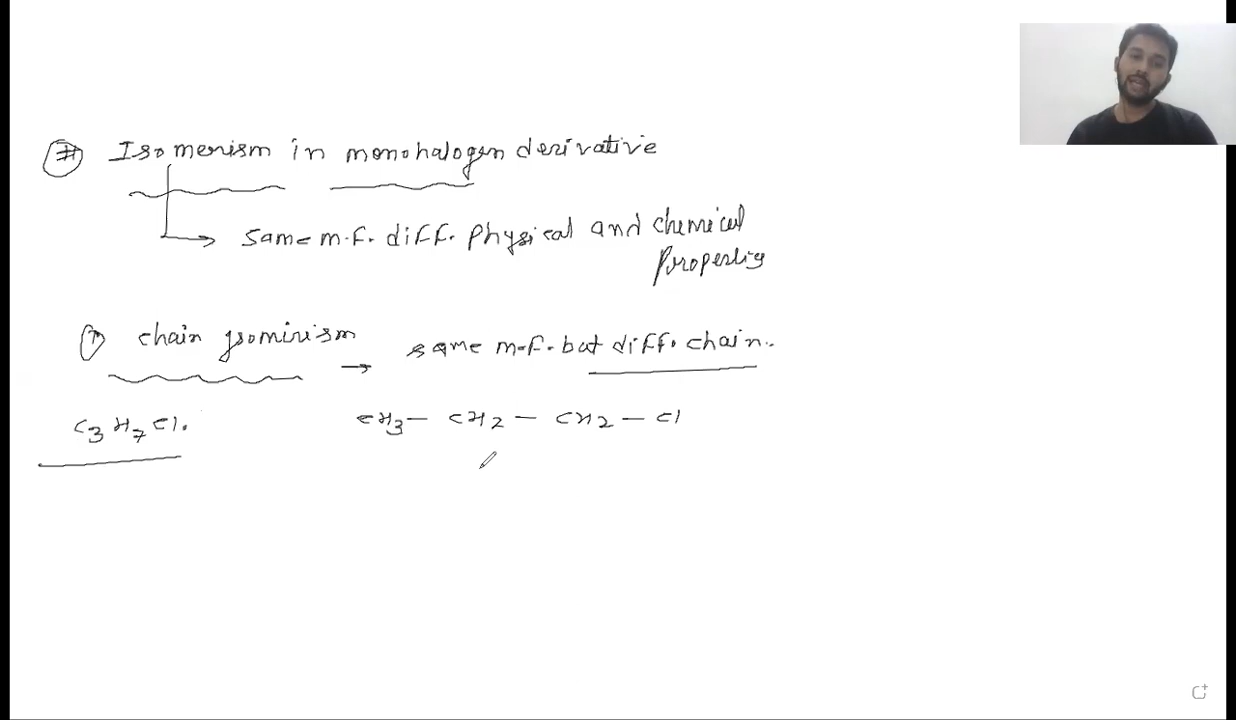 # Isomerism in monohalogen derivative
same m.f. diff. physical and chemical
properties
1 chain isomirism → same m.f. but diff. chain.
C3H7Cl. CH3 — CH2 — CH2 — Cl